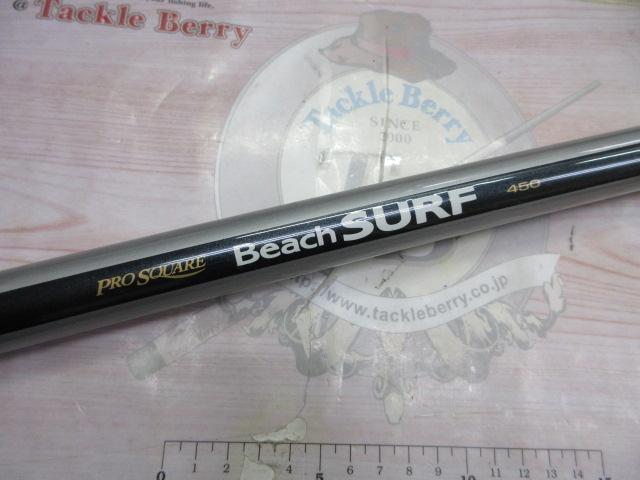 @ Tackle Berry
Tackle Berry
SINCE
2000
PRO SQUARE Beach SURF 450
http://www.tackleberry.co.jp
0 1 2 3 4 5 6 7 8 9 10 11 12 13 14 15